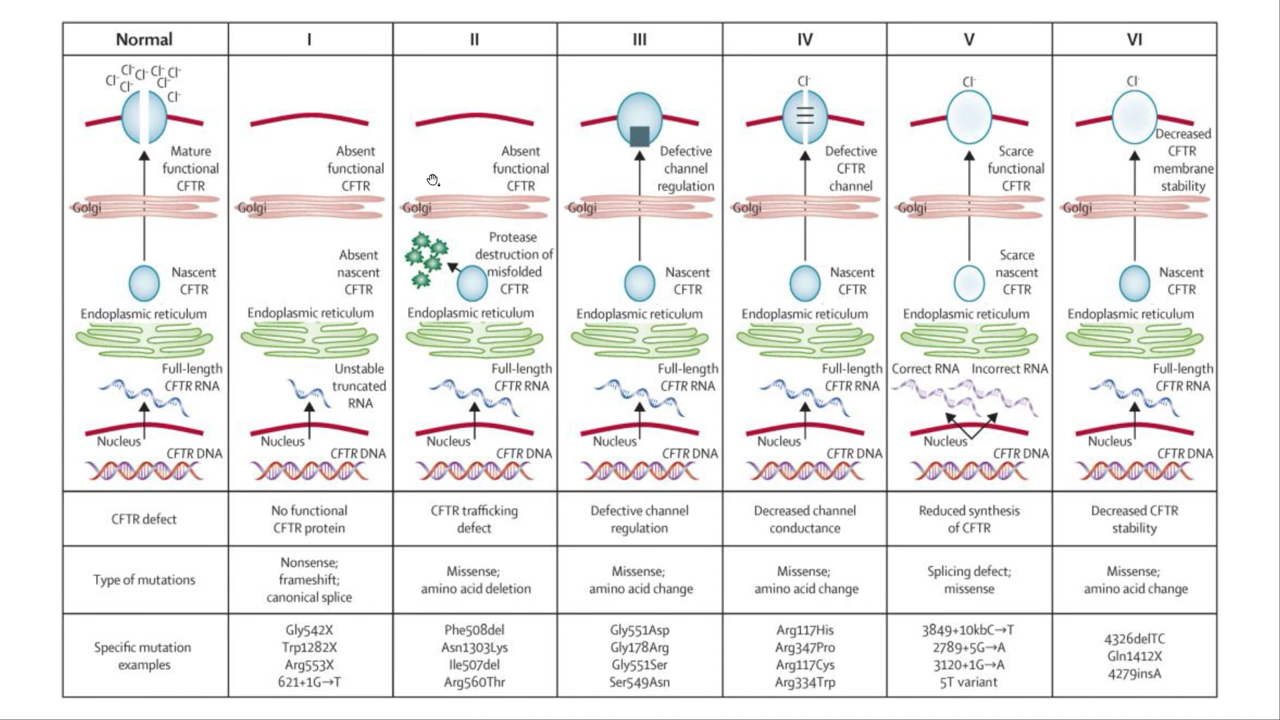 Normal
I
II
III
IV
V
VI
Cl⁻ Cl⁻ Cl⁻ Cl⁻ Cl⁻ Cl⁻ Cl⁻ Cl⁻
Mature
functional
CFTR
Golgi
Nascent
CFTR
Endoplasmic reticulum
Full-length
CFTR RNA
Nucleus
CFTR DNA
Absent
functional
CFTR
Golgi
Absent
nascent
CFTR
Endoplasmic reticulum
Unstable
truncated
RNA
Nucleus
CFTR DNA
Absent
functional
CFTR
Golgi
Protease
destruction of
misfolded
CFTR
Endoplasmic reticulum
Full-length
CFTR RNA
Nucleus
CFTR DNA
Defective
channel
regulation
Golgi
Nascent
CFTR
Endoplasmic reticulum
Full-length
CFTR RNA
Nucleus
CFTR DNA
Cl⁻
Defective
CFTR
channel
Golgi
Nascent
CFTR
Endoplasmic reticulum
Full-length
CFTR RNA
Nucleus
CFTR DNA
Cl⁻
Scarce
functional
CFTR
Golgi
Scarce
nascent
CFTR
Endoplasmic reticulum
Correct RNA Incorrect RNA
Nucleus
CFTR DNA
Cl⁻
Decreased
CFTR
membrane
stability
Golgi
Nascent
CFTR
Endoplasmic reticulum
Full-length
CFTR RNA
Nucleus
CFTR DNA
CFTR defect
No functional
CFTR protein
CFTR trafficking
defect
Defective channel
regulation
Decreased channel
conductance
Reduced synthesis
of CFTR
Decreased CFTR
stability
Type of mutations
Nonsense;
frameshift;
canonical splice
Missense;
amino acid deletion
Missense;
amino acid change
Missense;
amino acid change
Splicing defect;
missense
Missense;
amino acid change
Specific mutation
examples
Gly542X
Trp1282X
Arg553X
621+1G→T
Phe508del
Asn1303Lys
Ile507del
Arg560Thr
Gly551Asp
Gly178Arg
Gly551Ser
Ser549Asn
Arg117His
Arg347Pro
Arg117Cys
Arg334Trp
3849+10kbC→T
2789+5G→A
3120+1G→A
5T variant
4326delTC
Gln1412X
4279insA